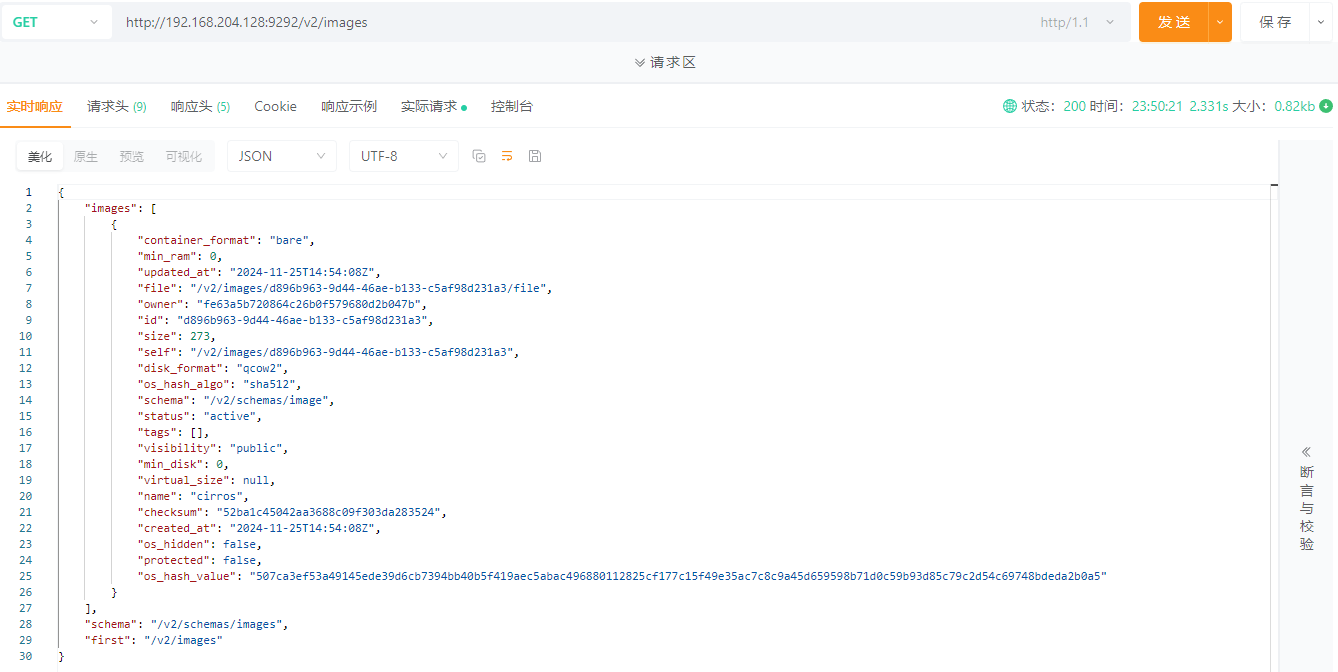 GET http://192.168.204.128:9292/v2/images http/1.1 发 送 保 存
请求区
实时响应 请求头 (9) 响应头 (5) Cookie 响应示例 实际请求 控制台 状态： 200 时间： 23:50:21 2.331s 大小： 0.82kb
美化 原生 预览 可视化 JSON UTF-8
1 {
2 "images": [
3 {
4 "container_format": "bare",
5 "min_ram": 0,
6 "updated_at": "2024-11-25T14:54:08Z",
7 "file": "/v2/images/d896b963-9d44-46ae-b133-c5af98d231a3/file",
8 "owner": "fe63a5b720864c26b0f579680d2b047b",
9 "id": "d896b963-9d44-46ae-b133-c5af98d231a3",
10 "size": 273,
11 "self": "/v2/images/d896b963-9d44-46ae-b133-c5af98d231a3",
12 "disk_format": "qcow2",
13 "os_hash_algo": "sha512",
14 "schema": "/v2/schemas/image",
15 "status": "active",
16 "tags": [],
17 "visibility": "public",
18 "min_disk": 0,
19 "virtual_size": null,
20 "name": "cirros",
21 "checksum": "52ba1c45042aa3688c09f303da283524",
22 "created_at": "2024-11-25T14:54:08Z",
23 "os_hidden": false,
24 "protected": false,
25 "os_hash_value": "507ca3ef53a49145ede39d6cb7394bb40b5f419aec5abac496880112825cf177c15f49e35ac7c8c9a45d659598b71d0c59b93d85c79c2d54c69748bdeda2b0a5"
26 }
27 ],
28 "schema": "/v2/schemas/images",
29 "first": "/v2/images"
30 }
断言与校验